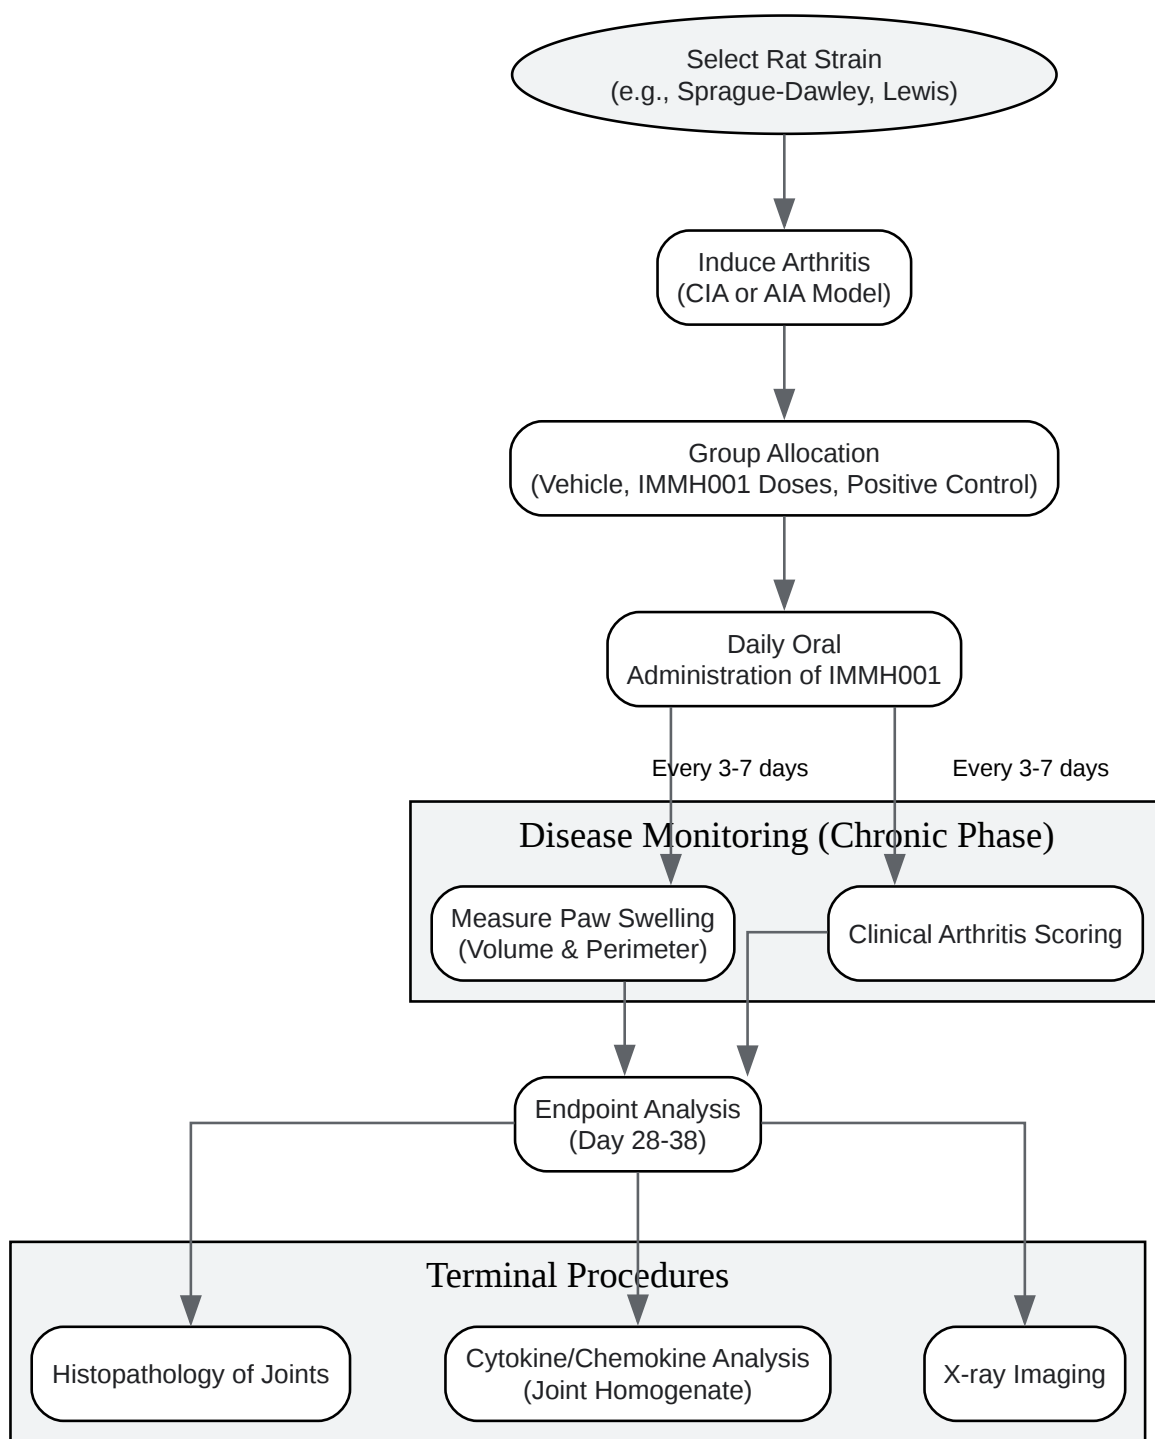 Select Rat Strain
(e.g., Sprague-Dawley, Lewis)
Induce Arthritis
(CIA or AIA Model)
Group Allocation
(Vehicle, IMMH001 Doses, Positive Control)
Daily Oral
Administration of IMMH001
Every 3-7 days
Every 3-7 days
Disease Monitoring (Chronic Phase)
Measure Paw Swelling
(Volume & Perimeter)
Clinical Arthritis Scoring
Endpoint Analysis
(Day 28-38)
Terminal Procedures
Histopathology of Joints
Cytokine/Chemokine Analysis
(Joint Homogenate)
X-ray Imaging